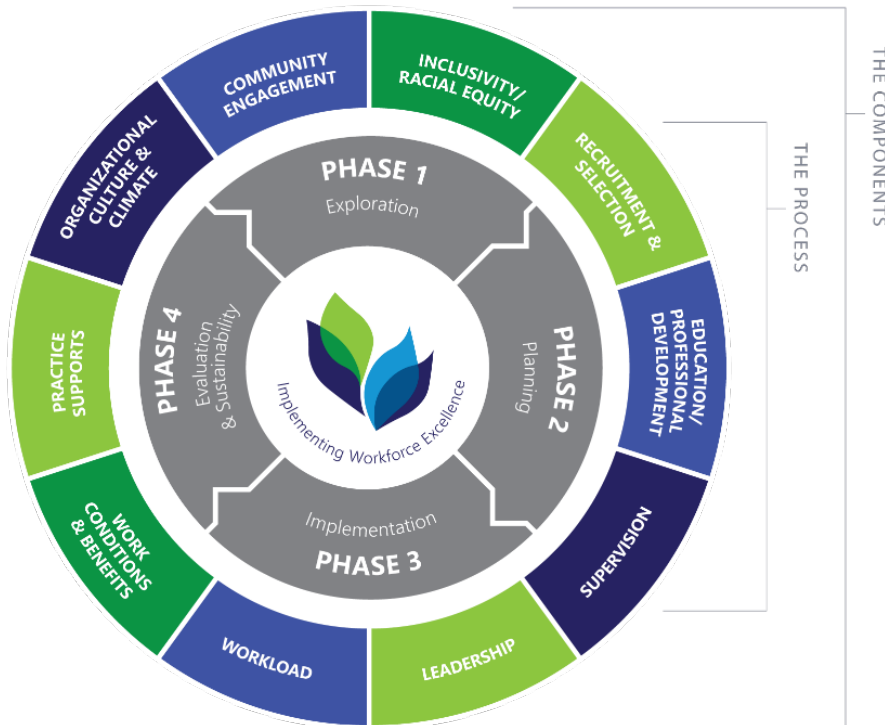 COMMUNITY
ENGAGEMENT
INCLUSIVITY/
RACIAL EQUITY
RECRUITMENT &
SELECTION
EDUCATION/
PROFESSIONAL
DEVELOPMENT
SUPERVISION
LEADERSHIP
WORKLOAD
WORK
CONDITIONS
& BENEFITS
PRACTICE
SUPPORTS
ORGANIZATIONAL
CULTURE &
CLIMATE
PHASE 1
Exploration
PHASE 2
Planning
Implementation
PHASE 3
PHASE 4
Evaluation
& Sustainability
Implementing Workforce Excellence
THE PROCESS
THE COMPONENTS